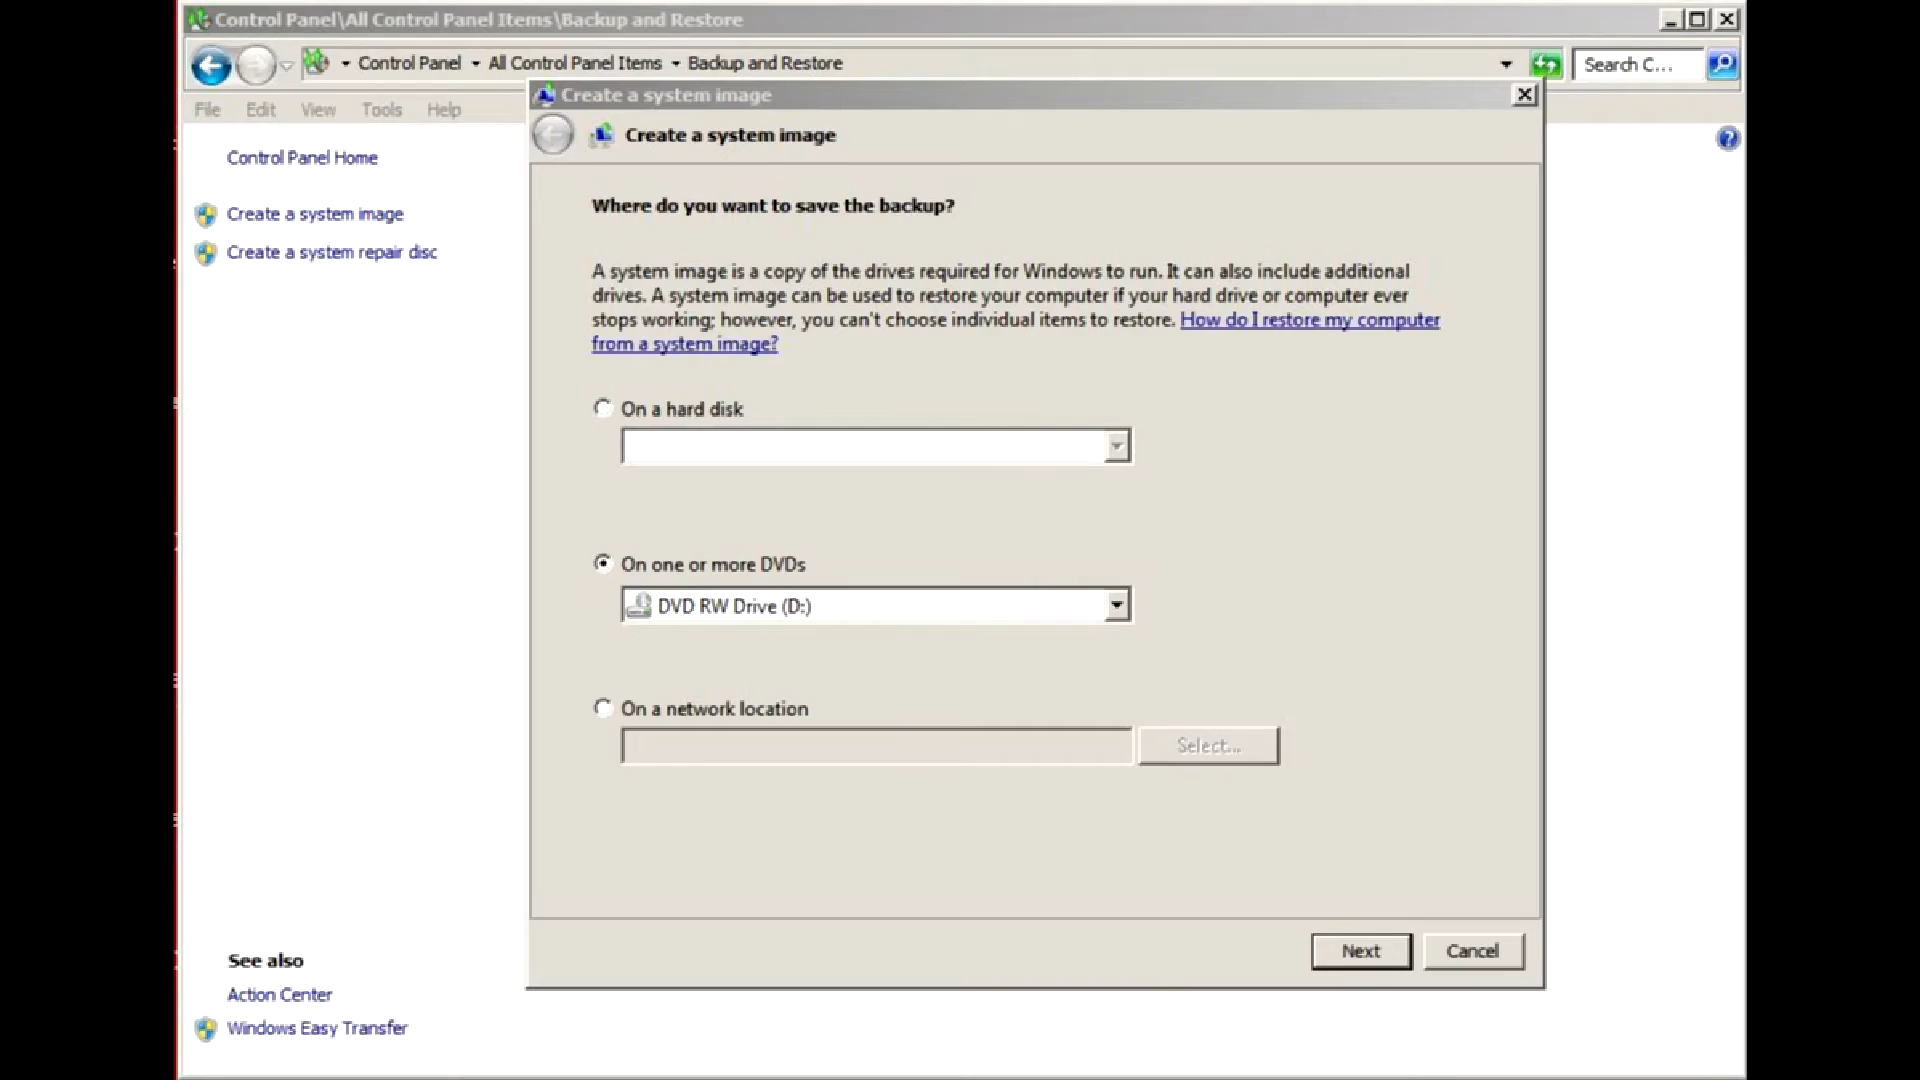 Control Panel\All Control Panel Items\Backup and Restore
Control Panel All Control Panel Items Backup and Restore
Search C...
File Edit View Tools Help
Create a system image
Create a system image
Control Panel Home
Create a system image
Create a system repair disc
Where do you want to save the backup?
A system image is a copy of the drives required for Windows to run. It can also include additional
drives. A system image can be used to restore your computer if your hard drive or computer ever
stops working; however, you can't choose individual items to restore. How do I restore my computer
from a system image?
On a hard disk
On one or more DVDs
DVD RW Drive (D:)
On a network location
Select...
Next Cancel
See also
Action Center
Windows Easy Transfer